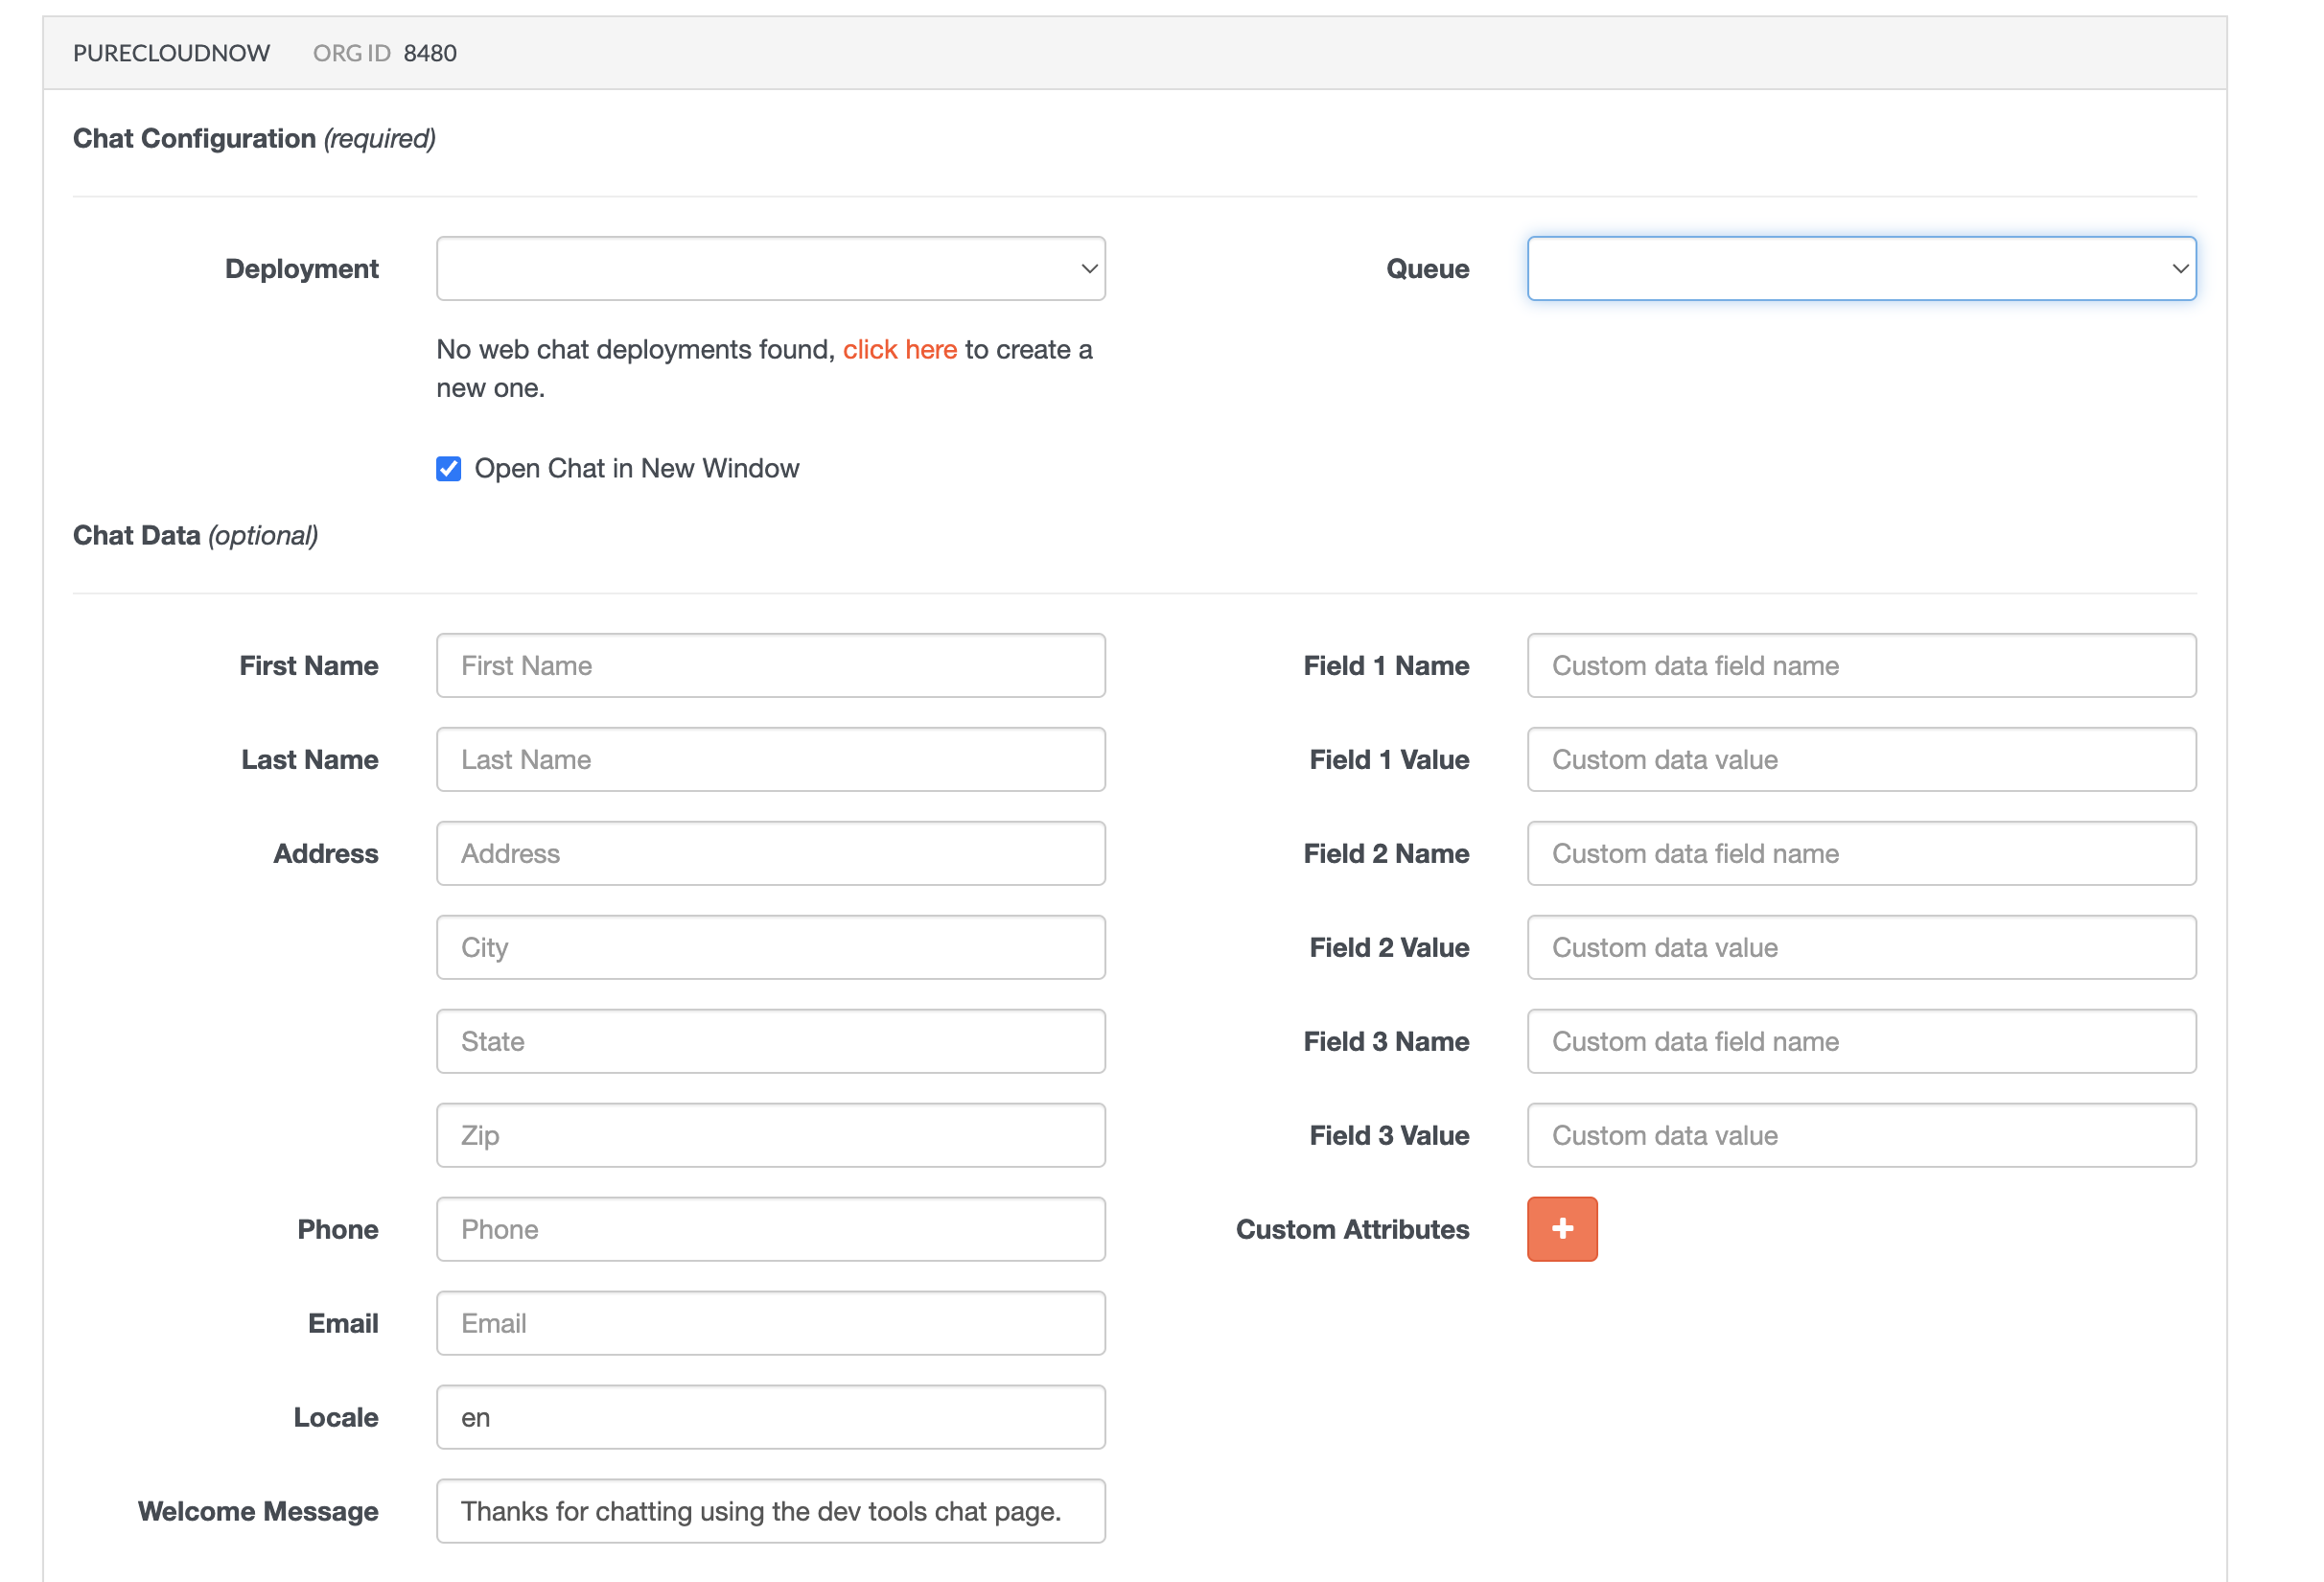 PURECLOUDNOW ORG ID 8480
Chat Configuration (required)
Deployment
Queue
No web chat deployments found, click here to create a
new one.
Open Chat in New Window
Chat Data (optional)
First Name First Name
Field 1 Name Custom data field name
Last Name Last Name
Field 1 Value Custom data value
Address Address
Field 2 Name Custom data field name
City
Field 2 Value Custom data value
State
Field 3 Name Custom data field name
Zip
Field 3 Value Custom data value
Phone Phone
Custom Attributes +
Email Email
Locale en
Welcome Message Thanks for chatting using the dev tools chat page.